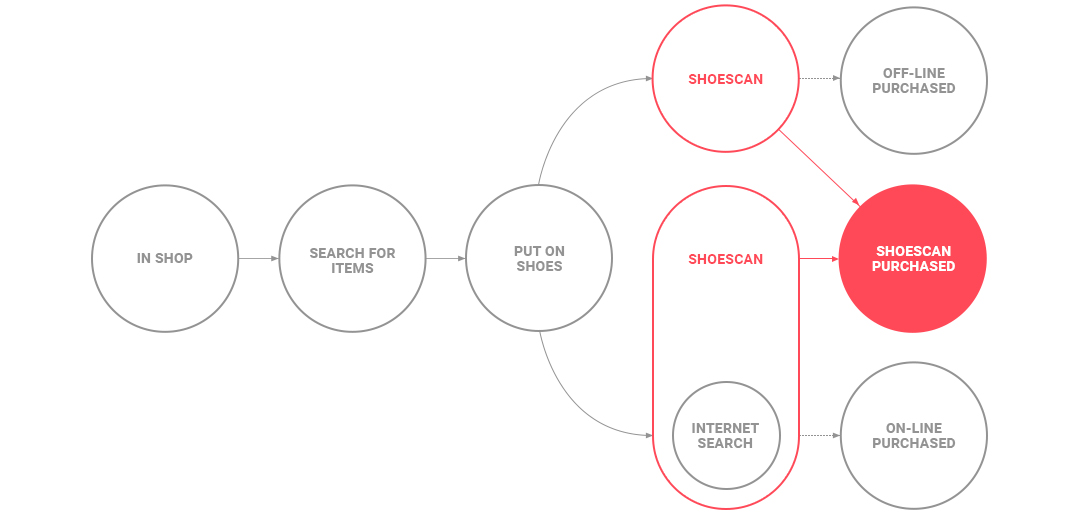 IN SHOP
SEARCH FOR
ITEMS
PUT ON
SHOES
SHOESCAN
OFF-LINE
PURCHASED
SHOESCAN
SHOESCAN
PURCHASED
INTERNET
SEARCH
ON-LINE
PURCHASED